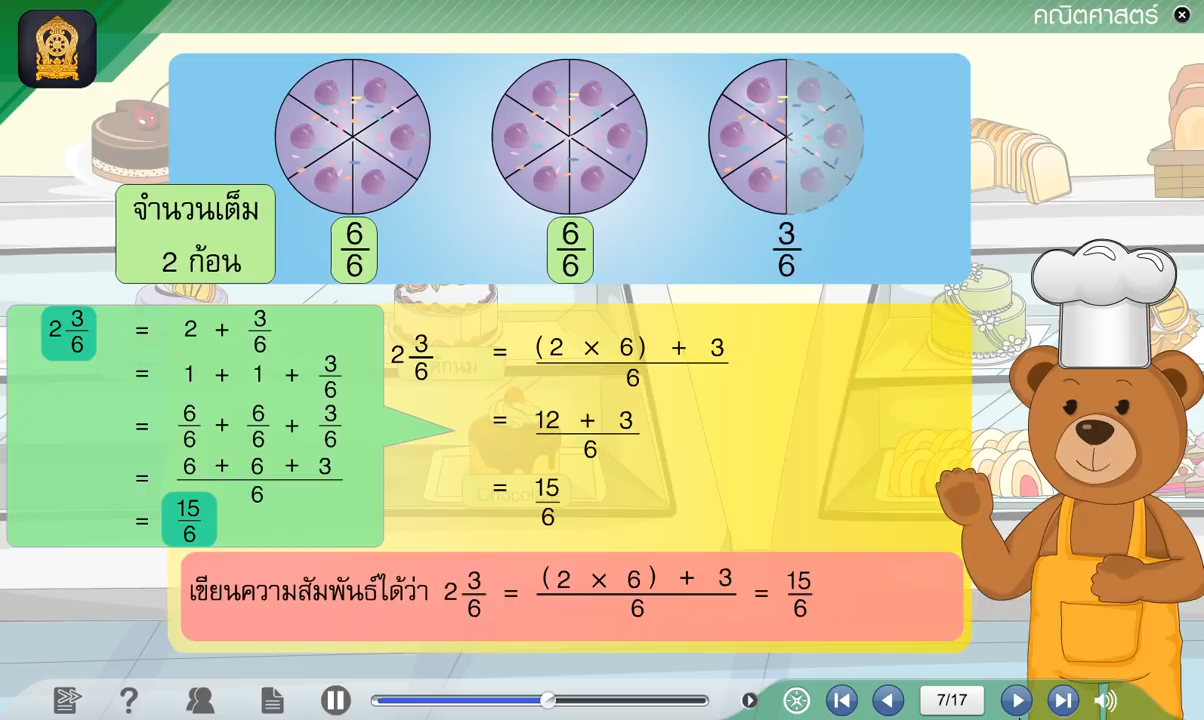 คณิตศาสตร์
จำนวนเต็ม
2 ก้อน
6/6
6/6
3/6
2 3/6 = 2 + 3/6
= 1 + 1 + 3/6
= 6/6 + 6/6 + 3/6
= (6 + 6 + 3)/6
= 15/6
2 3/6 = ((2 × 6) + 3)/6
= (12 + 3)/6
= 15/6
เขียนความสัมพันธ์ได้ว่า 2 3/6 = ((2 × 6) + 3)/6 = 15/6
7/17